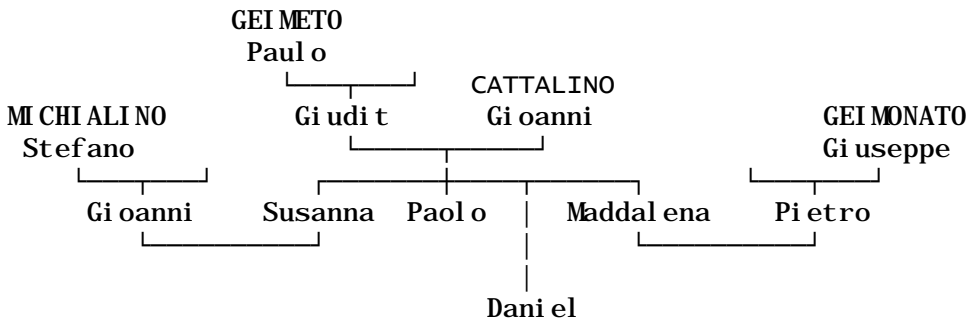 GEIMETO
Paulo
CATTALINO
MICHIALINO Giudit Gioanni GEIMONATO
Stefano Giuseppe
Gioanni Susanna Paolo Maddalena Pietro
Daniel